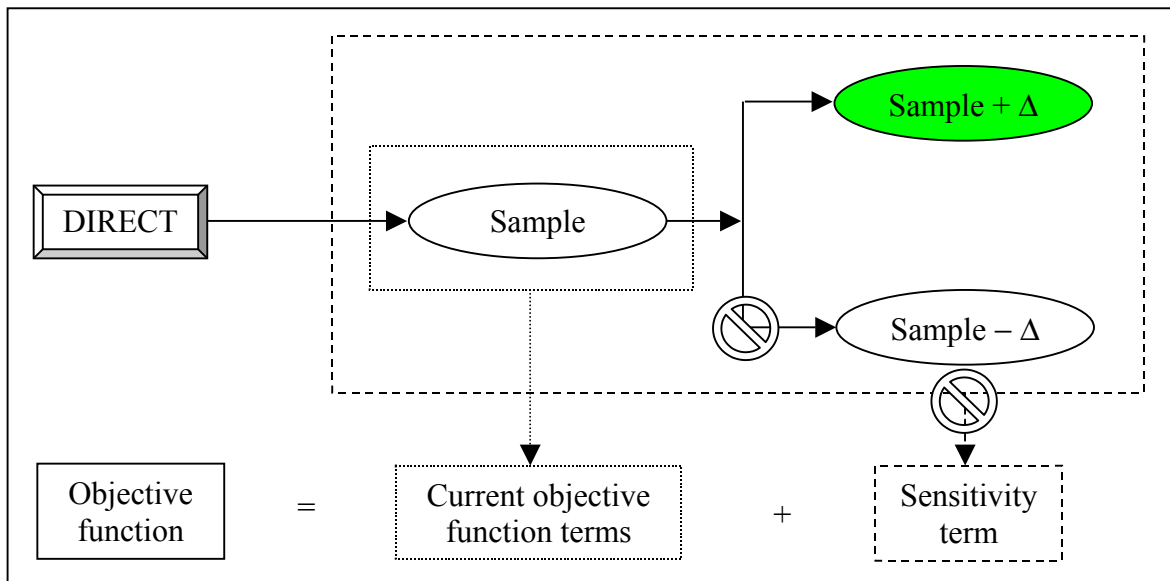 Sample + Δ
DIRECT
Sample
Sample − Δ
Objective
function
=
Current objective
function terms
+
Sensitivity
term